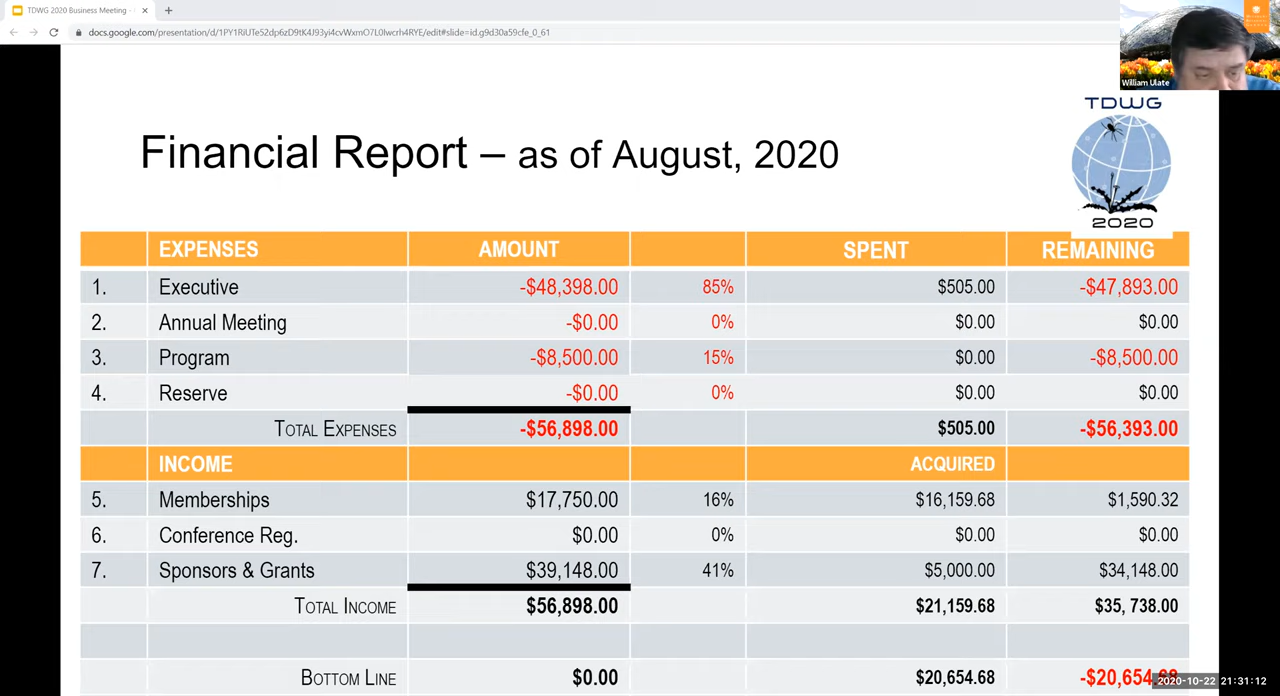 TDWG 2020 Business Meeting -
docs.google.com/presentation/d/1PY1RiUTe52dp6zD9tK4J93yi4cvWxmO7L0lwcrh4RYE/edit#slide=id.g9d30a59cfe_0_61
William Ulate
TDWG
2020
Financial Report – as of August, 2020
EXPENSES AMOUNT SPENT REMAINING
1. Executive -$48,398.00 85% $505.00 -$47,893.00
2. Annual Meeting -$0.00 0% $0.00 $0.00
3. Program -$8,500.00 15% $0.00 -$8,500.00
4. Reserve -$0.00 0% $0.00 $0.00
TOTAL EXPENSES -$56,898.00 $505.00 -$56,393.00
INCOME ACQUIRED
5. Memberships $17,750.00 16% $16,159.68 $1,590.32
6. Conference Reg. $0.00 0% $0.00 $0.00
7. Sponsors & Grants $39,148.00 41% $5,000.00 $34,148.00
TOTAL INCOME $56,898.00 $21,159.68 $35, 738.00
BOTTOM LINE $0.00 $20,654.68 -$20,654.68
2020-10-22 21:31:12